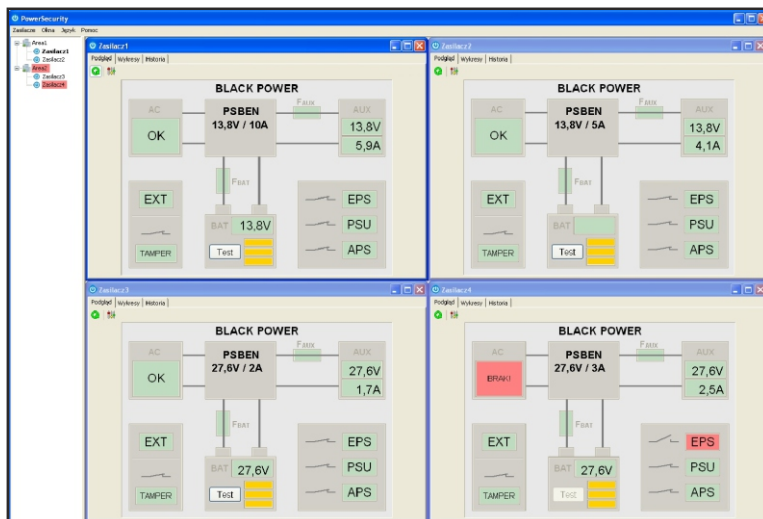 PowerSecurity
Zasilacze Okna Język Pomoc
Area1
Zasilacz1
Zasilacz2
Area2
Zasilacz3
Zasilacz4
Zasilacz1
Podgląd Wykresy Historia
BLACK POWER
AC
OK
PSBEN
13,8V / 10A
FAUX
AUX
13,8V
5,9A
FBAT
EXT
TAMPER
BAT 13,8V
Test
EPS
PSU
APS
Zasilacz2
Podgląd Wykresy Historia
BLACK POWER
AC
OK
PSBEN
13,8V / 5A
FAUX
AUX
13,8V
4,1A
FBAT
EXT
TAMPER
BAT
Test
EPS
PSU
APS
Zasilacz3
Podgląd Wykresy Historia
BLACK POWER
AC
OK
PSBEN
27,6V / 2A
FAUX
AUX
27,6V
1,7A
FBAT
EXT
TAMPER
BAT 27,6V
Test
EPS
PSU
APS
Zasilacz4
Podgląd Wykresy Historia
BLACK POWER
AC
BRAK!
PSBEN
27,6V / 3A
FAUX
AUX
27,6V
2,5A
FBAT
EXT
TAMPER
BAT 27,6V
Test
EPS
PSU
APS